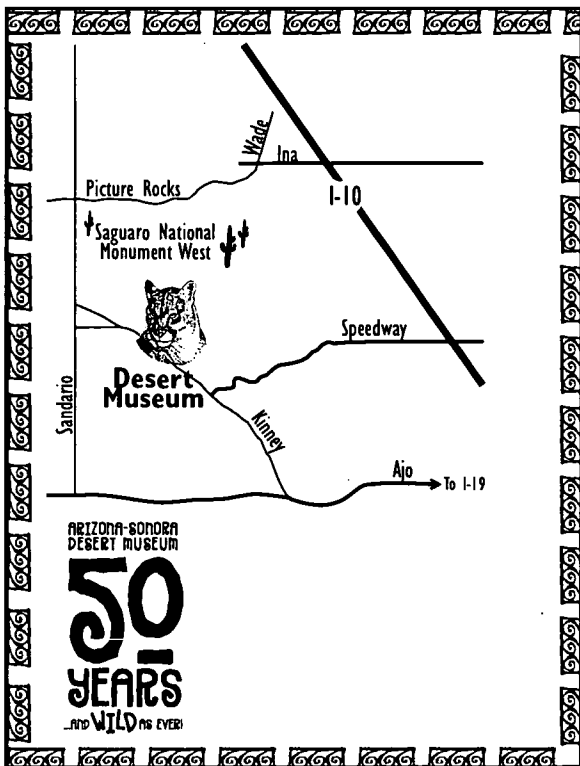 Wade
Ina
Picture Rocks
I-10
Saguaro National
Monument West
Speedway
Desert
Museum
Sandario
Kinney
Ajo
To I-19
ARIZONA-SONORA
DESERT MUSEUM
50
YEARS
...AND WILD AS EVER!